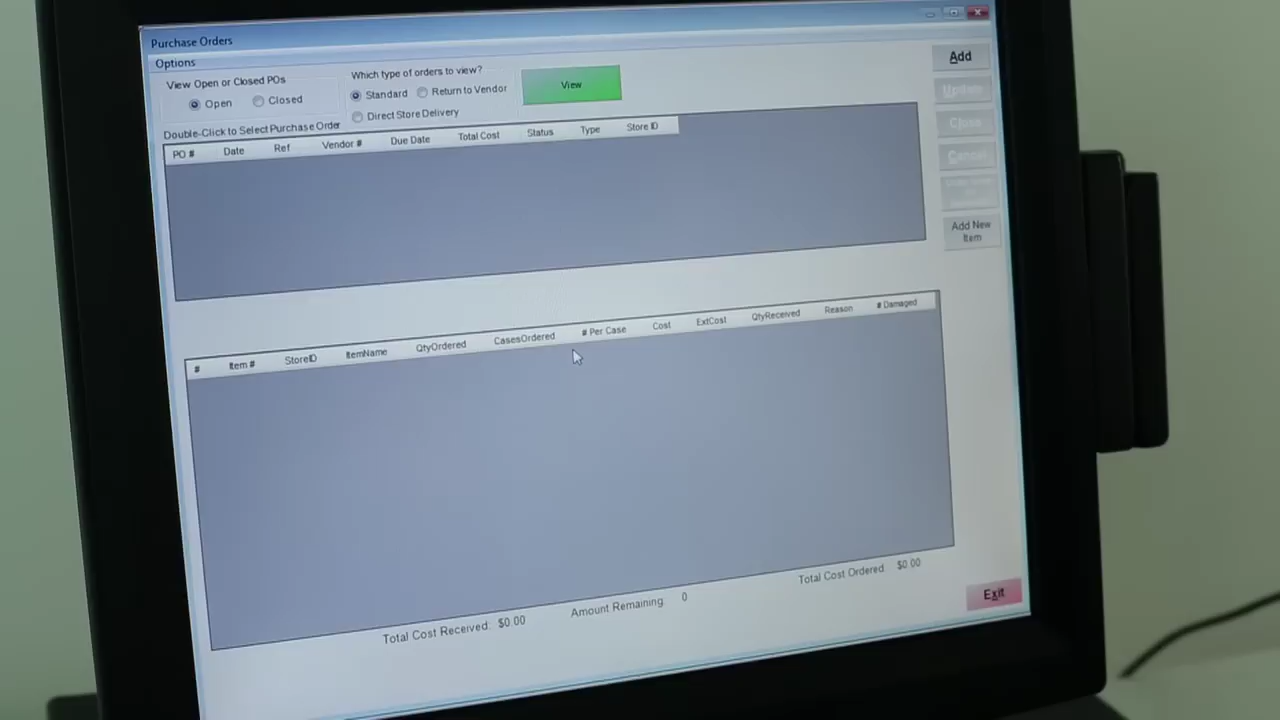 Purchase Orders
Options
View Open or Closed POs
Open Closed
Which type of orders to view?
Standard Return to Vendor
Direct Store Delivery
View
Double-Click to Select Purchase Order
PO # Date Ref Vendor # Due Date Total Cost Status Type Store ID
# Item # StoreID ItemName QtyOrdered CasesOrdered # Per Case Cost ExtCost QtyReceived Reason # Damaged
Total Cost Received: $0.00 Amount Remaining 0 Total Cost Ordered: $0.00
Add
Update
Close
Cancel
Add New
Item
Exit